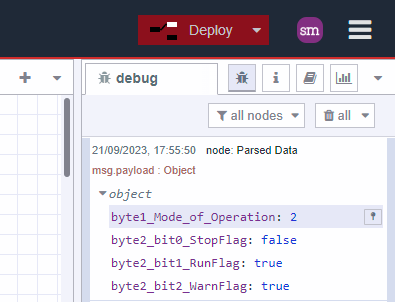 Deploy
sm
debug
all nodes
all
21/09/2023, 17:55:50 node: Parsed Data
msg.payload : Object
object
byte1_Mode_of_Operation: 2
byte2_bit0_StopFlag: false
byte2_bit1_RunFlag: true
byte2_bit2_WarnFlag: true